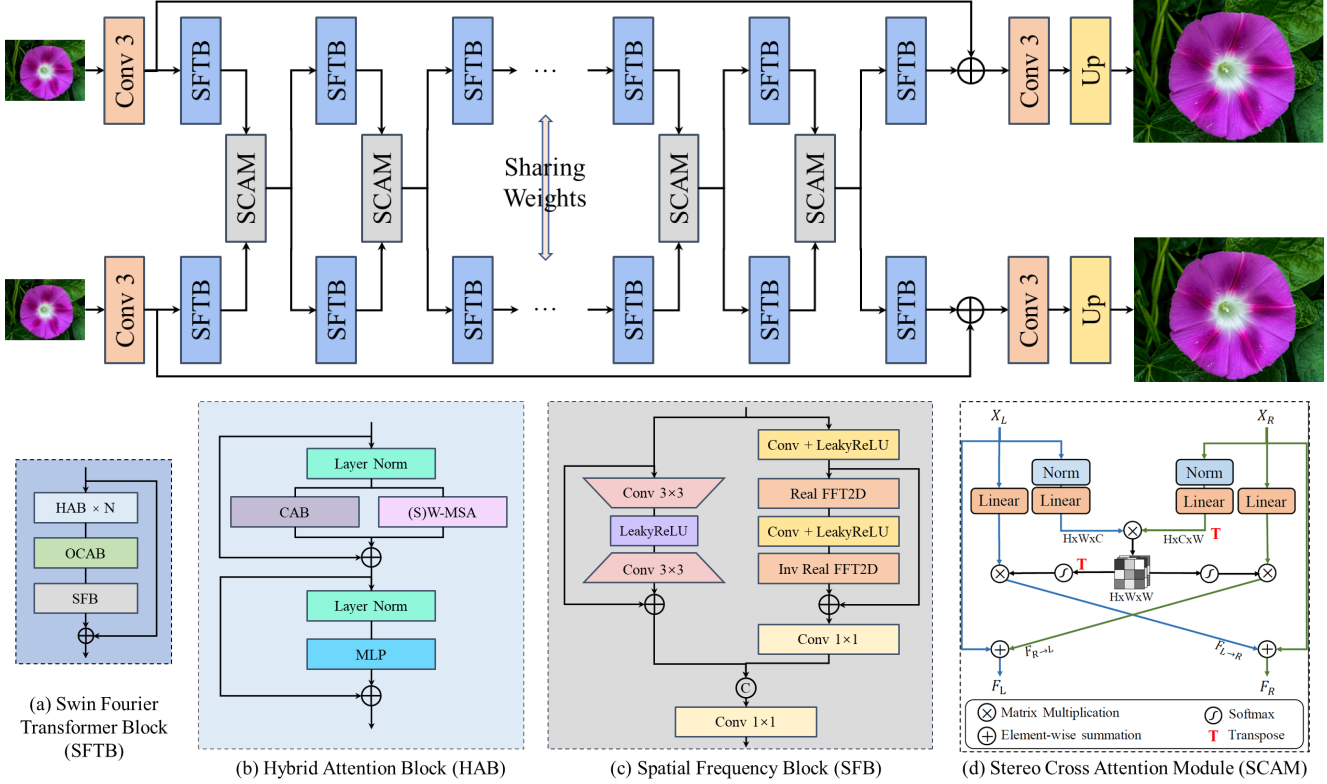 Conv 3
SFTB
SCAM
SFTB
SCAM
SFTB
...
SFTB
SCAM
SFTB
SCAM
SFTB
Conv 3
Up
Sharing
Weights
Conv 3
SFTB
SFTB
SFTB
...
SFTB
SFTB
SFTB
Conv 3
Up
HAB × N
OCAB
SFB
(a) Swin Fourier
Transformer Block
(SFTB)
Layer Norm
CAB
(S)W-MSA
Layer Norm
MLP
(b) Hybrid Attention Block (HAB)
Conv 3×3
LeakyReLU
Conv 3×3
Conv + LeakyReLU
Real FFT2D
Conv + LeakyReLU
Inv Real FFT2D
Conv 1×1
C
Conv 1×1
(c) Spatial Frequency Block (SFB)
X_L
X_R
Norm
Norm
Linear
Linear
Linear
Linear
HxWxC
HxCxW
T
T
HxWxW
F_R→L
F_L→R
F_L
F_R
Matrix Multiplication
Softmax
Element-wise summation
T Transpose
(d) Stereo Cross Attention Module (SCAM)